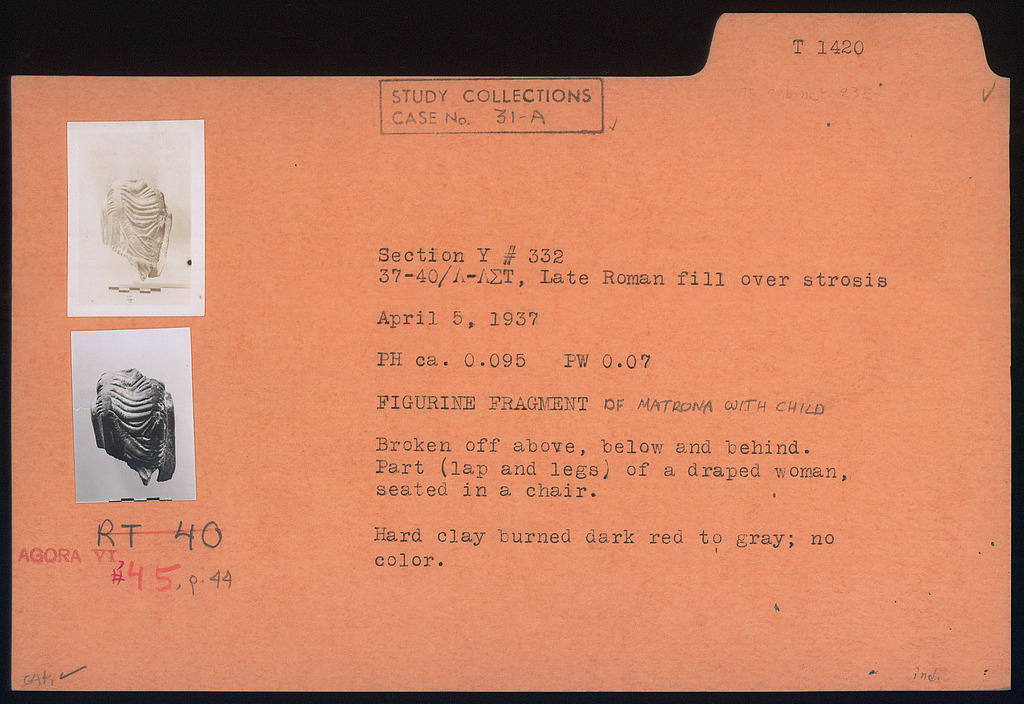 T 1420
STUDY COLLECTIONS
CASE No. 31-A
Section Y # 332
37-40/Λ-ΛΣΤ, Late Roman fill over strosis
April 5, 1937
PH ca. 0.095 PW 0.07
FIGURINE FRAGMENT OF MATRONA WITH CHILD
Broken off above, below and behind.
Part (lap and legs) of a draped woman,
seated in a chair.
Hard clay burned dark red to gray; no
color.
RT 40
AGORA VI,
#45, p. 44
CAt. ✓
ind.